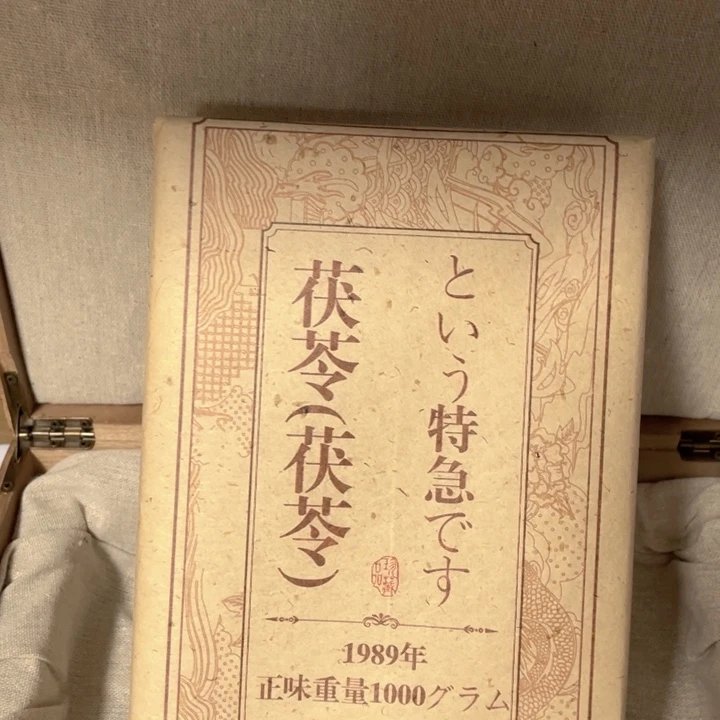 という特急です
茯苓(茯苓)
1989年
正味重量1000グラム